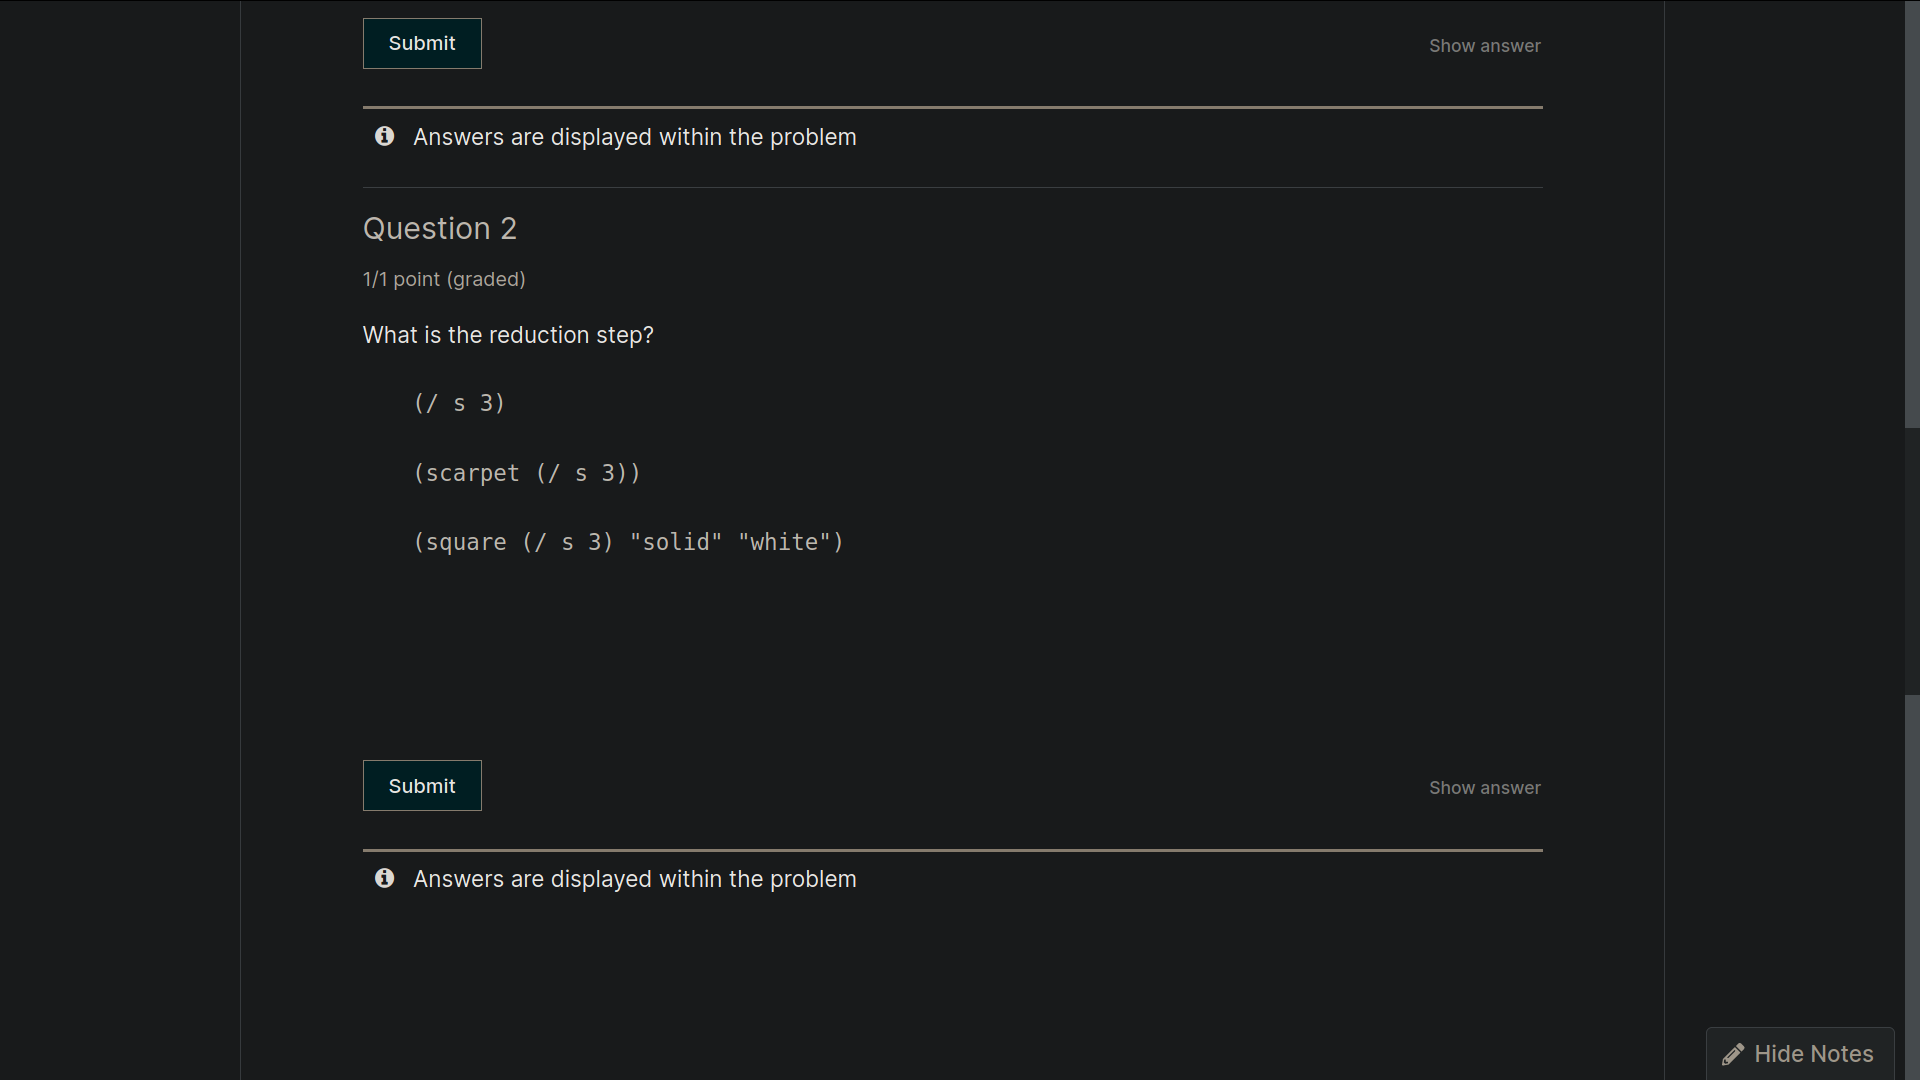 Submit
Show answer
Answers are displayed within the problem
Question 2
1/1 point (graded)
What is the reduction step?
(/ s 3)
(scarpet (/ s 3))
(square (/ s 3) "solid" "white")
Submit
Show answer
Answers are displayed within the problem
Hide Notes